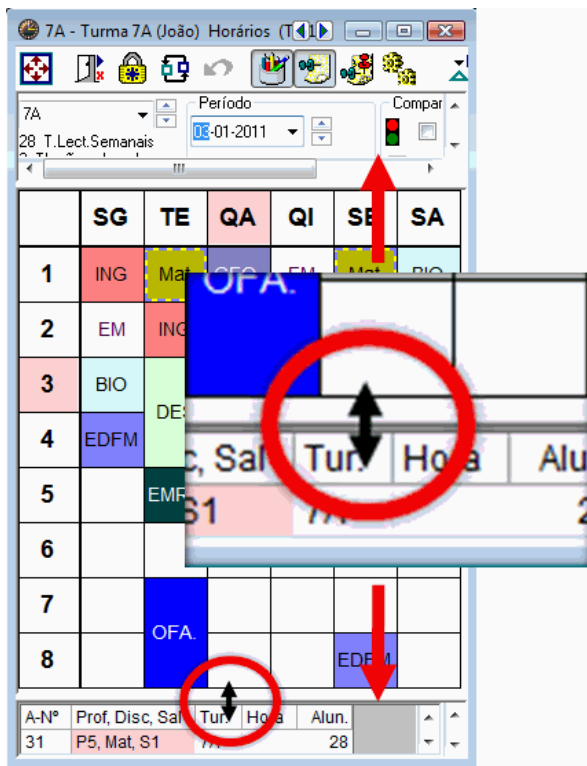 7A - Turma 7A (João) Horários (T 1
7A
Período
Compar
28 T.Lect.Semanais
03-01-2011
SG TE QA QI SE SA
1 ING Mat EM Mat BIO
2 EM ING
3 BIO
DES
4 EDFM
5 EMR
6
7
OFA.
8 EDFM
A-Nº Prof, Disc, Sal Tur. Hora Alun.
31 P5, Mat, S1 7A 28
OFA.
c, Sal Tur. Hora Alu
S1 7A 2